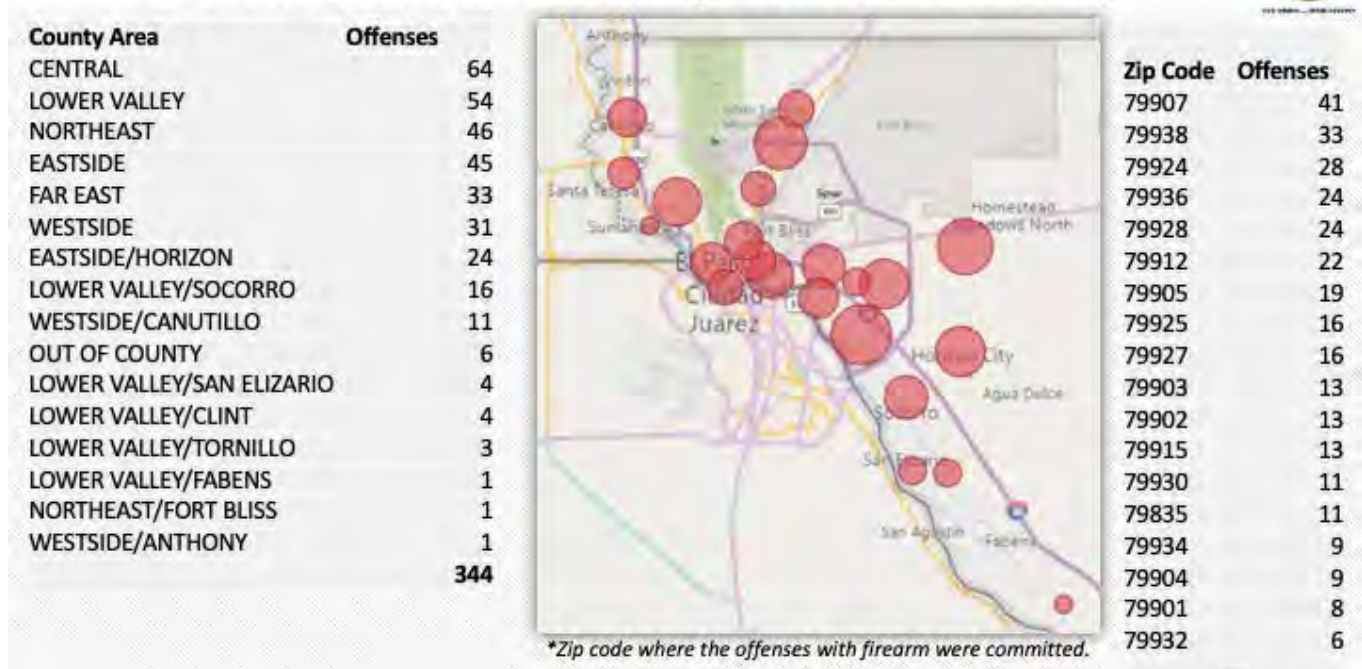 County Area Offenses
CENTRAL 64
LOWER VALLEY 54
NORTHEAST 46
EASTSIDE 45
FAR EAST 33
WESTSIDE 31
EASTSIDE/HORIZON 24
LOWER VALLEY/SOCORRO 16
WESTSIDE/CANUTILLO 11
OUT OF COUNTY 6
LOWER VALLEY/SAN ELIZARIO 4
LOWER VALLEY/CLINT 4
LOWER VALLEY/TORNILLO 3
LOWER VALLEY/FABENS 1
NORTHEAST/FORT BLISS 1
WESTSIDE/ANTHONY 1
344
Anthony
Santa Teresa
Homestead
Meadows North
Bliss
El Paso
Ciudad
Juárez
Horizon City
Agua Dulce
Socorro
San Elizario
San Agustin
Fabens
*Zip code where the offenses with firearm were committed.
Zip Code Offenses
79907 41
79938 33
79924 28
79936 24
79928 24
79912 22
79905 19
79925 16
79927 16
79903 13
79902 13
79915 13
79930 11
79835 11
79934 9
79904 9
79901 8
79932 6